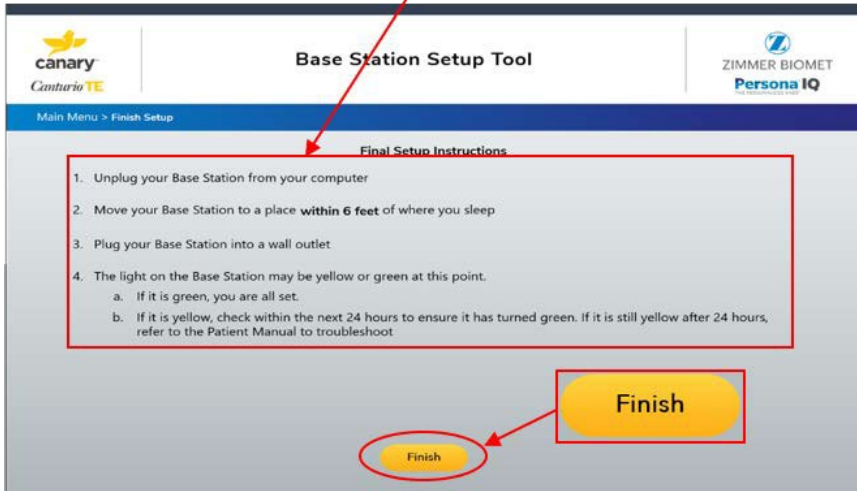 canary
Canturio TE
Base Station Setup Tool
ZIMMER BIOMET
Persona IQ
Main Menu > Finish Setup
Final Setup Instructions
1. Unplug your Base Station from your computer
2. Move your Base Station to a place within 6 feet of where you sleep
3. Plug your Base Station into a wall outlet
4. The light on the Base Station may be yellow or green at this point.
a. If it is green, you are all set.
b. If it is yellow, check within the next 24 hours to ensure it has turned green. If it is still yellow after 24 hours,
refer to the Patient Manual to troubleshoot
Finish
Finish